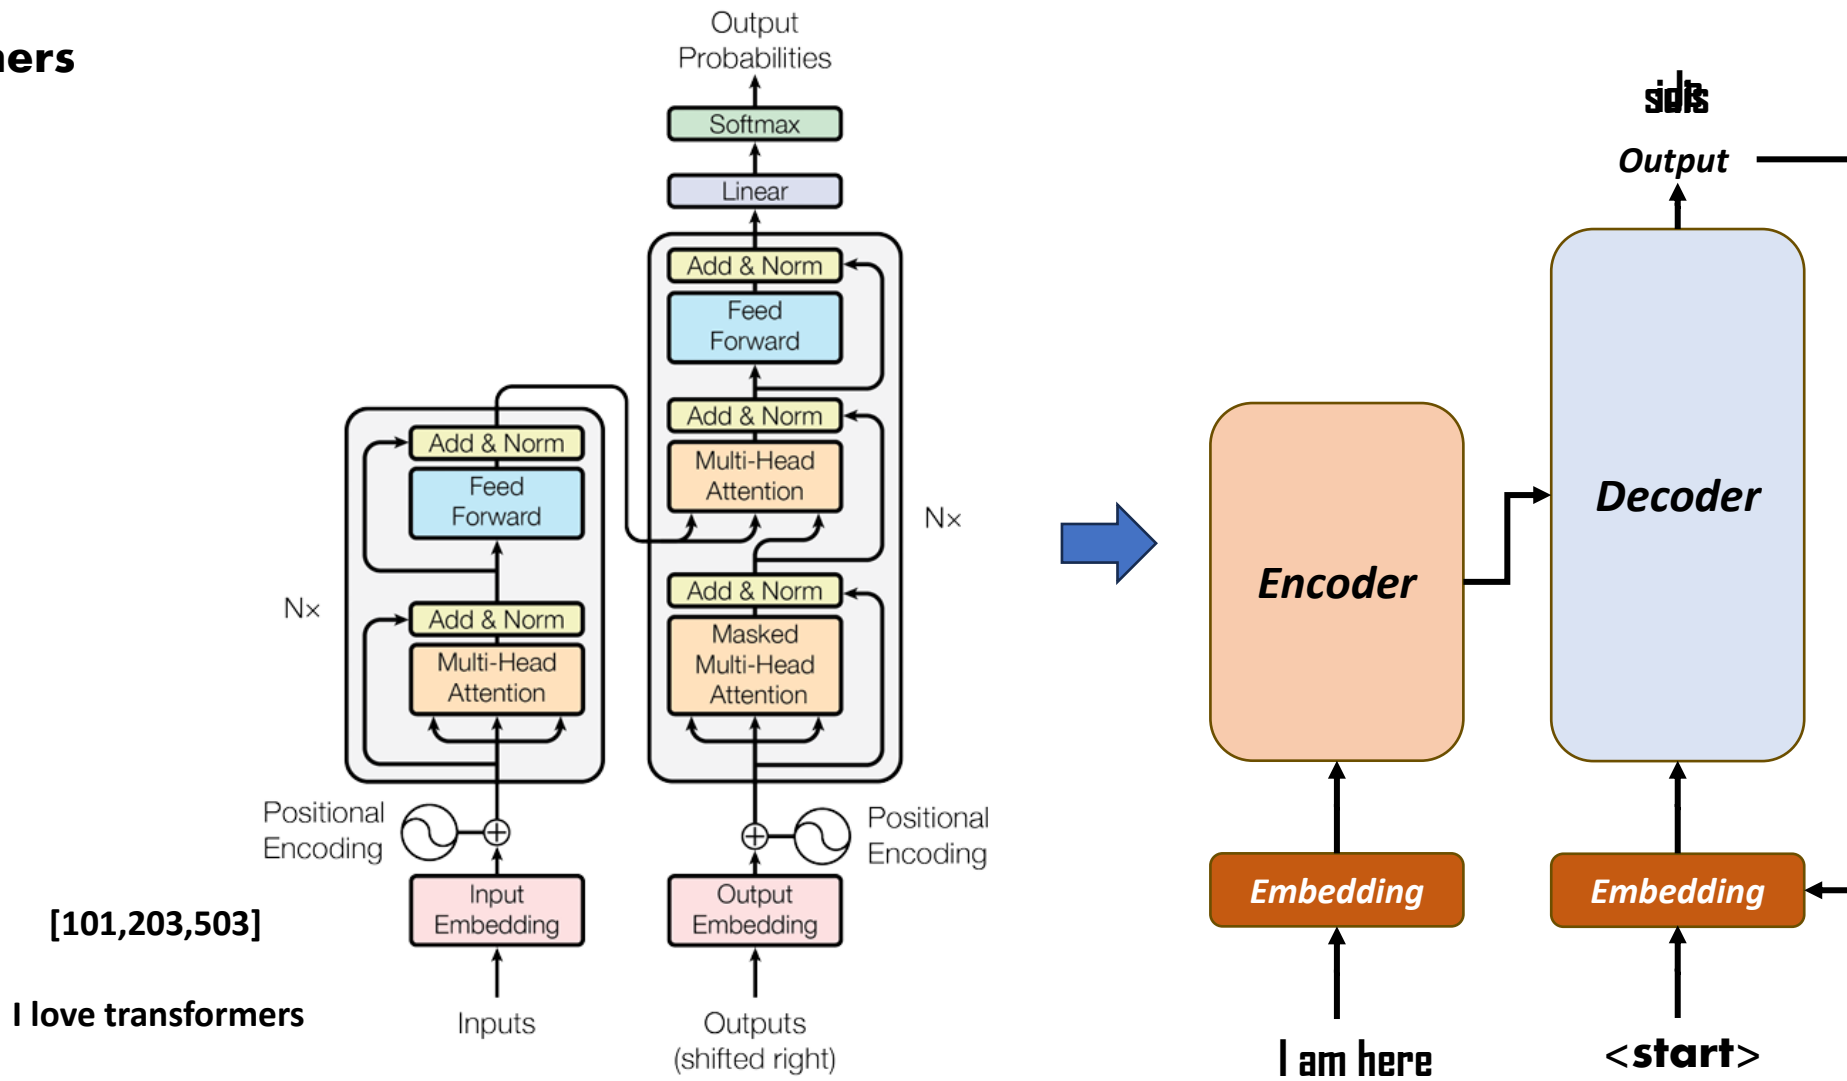 ners
Output
Probabilities
Softmax
Linear
Add & Norm
Feed
Forward
Add & Norm
Multi-Head
Attention
Add & Norm
Masked
Multi-Head
Attention
Nx
Add & Norm
Feed
Forward
Add & Norm
Multi-Head
Attention
Nx
Positional
Encoding
Positional
Encoding
Input
Embedding
Output
Embedding
[101,203,503]
I love transformers
Inputs
Outputs
(shifted right)
Output
Encoder
Decoder
Embedding
Embedding
I am here
<start>